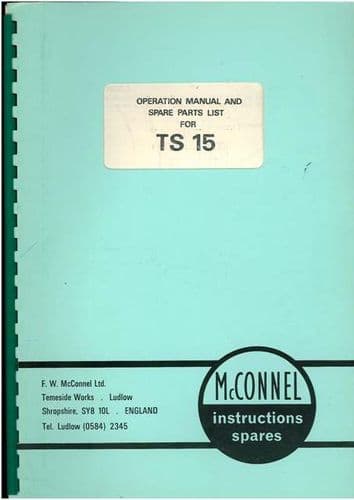 OPERATION MANUAL AND
SPARE PARTS LIST
FOR
TS 15
F. W. McConnel Ltd.
Temeside Works . Ludlow
Shropshire, SY8 1OL . ENGLAND
Tel. Ludlow (0584) 2345
McCONNEL
instructions
spares